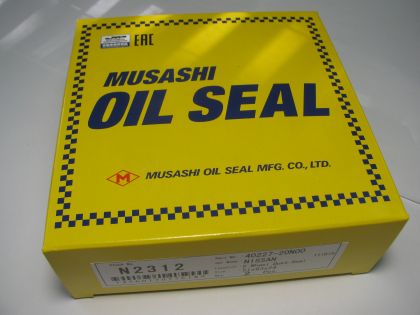 EAC
MUSASHI
OIL SEAL
M
MUSASHI OIL SEAL MFG. CO., LTD.
N2312
40227-20N00
NISSAN